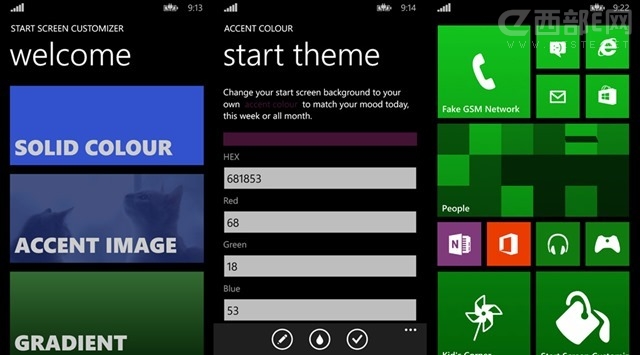 9:13
START SCREEN CUSTOMIZER
welcome
SOLID COLOUR
ACCENT IMAGE
GRADIENT
9:14
ACCENT COLOUR
start theme
Change your start screen background to your
own accent colour to match your mood today,
this week or all month.
HEX
681853
Red
68
Green
18
Blue
53
9:22
西部E网
Fake GSM Network
People
Kid's Corner
Start Screen Customi